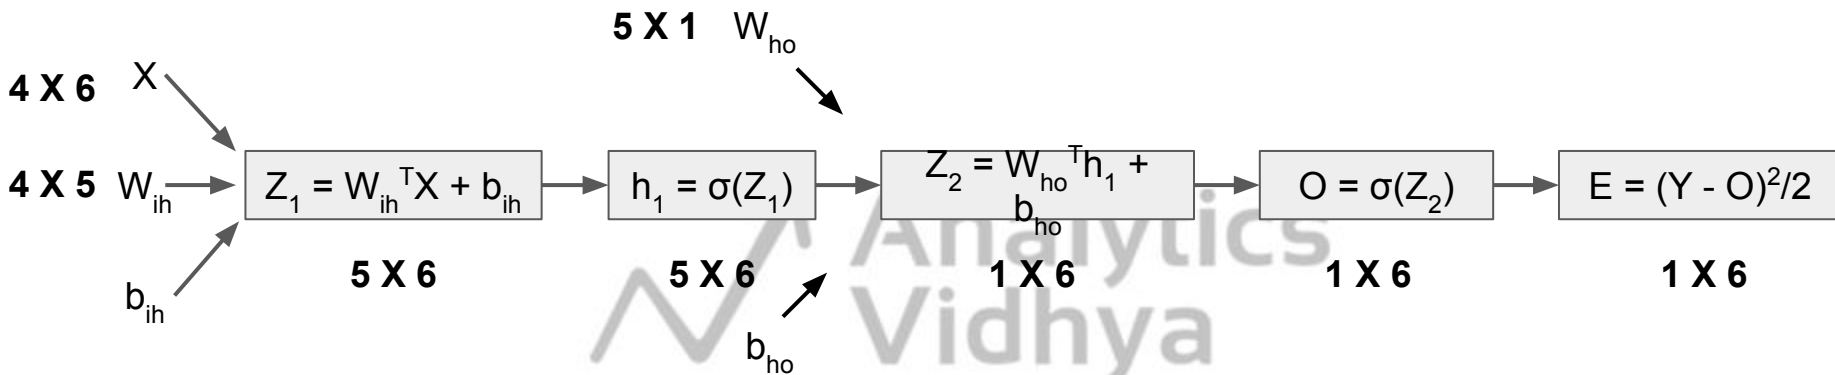 5 X 1 W_ho
4 X 6 X
4 X 5 W_ih
b_ih
Z_1 = W_ih^T X + b_ih
5 X 6
h_1 = σ(Z_1)
5 X 6
Z_2 = W_ho^T h_1 +
b_ho
1 X 6
b_ho
O = σ(Z_2)
1 X 6
E = (Y - O)^2/2
1 X 6
Analytics
Vidhya